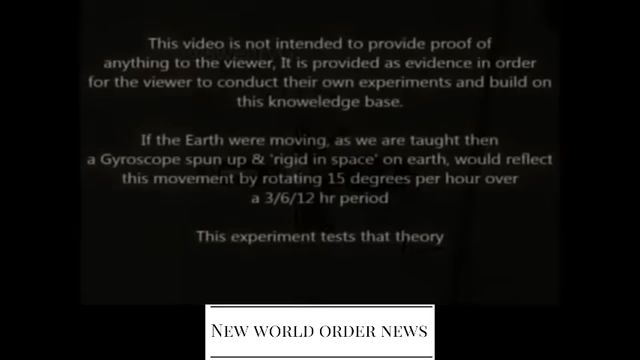 This video is not intended to provide proof of
anything to the viewer, It is provided as evidence in order
for the viewer to conduct their own experiments and build on
this knoweledge base.
If the Earth were moving, as we are taught then
a Gyroscope spun up & 'rigid in space' on earth, would reflect
this movement by rotating 15 degrees per hour over
a 3/6/12 hr period
This experiment tests that theory
NEW WORLD ORDER NEWS